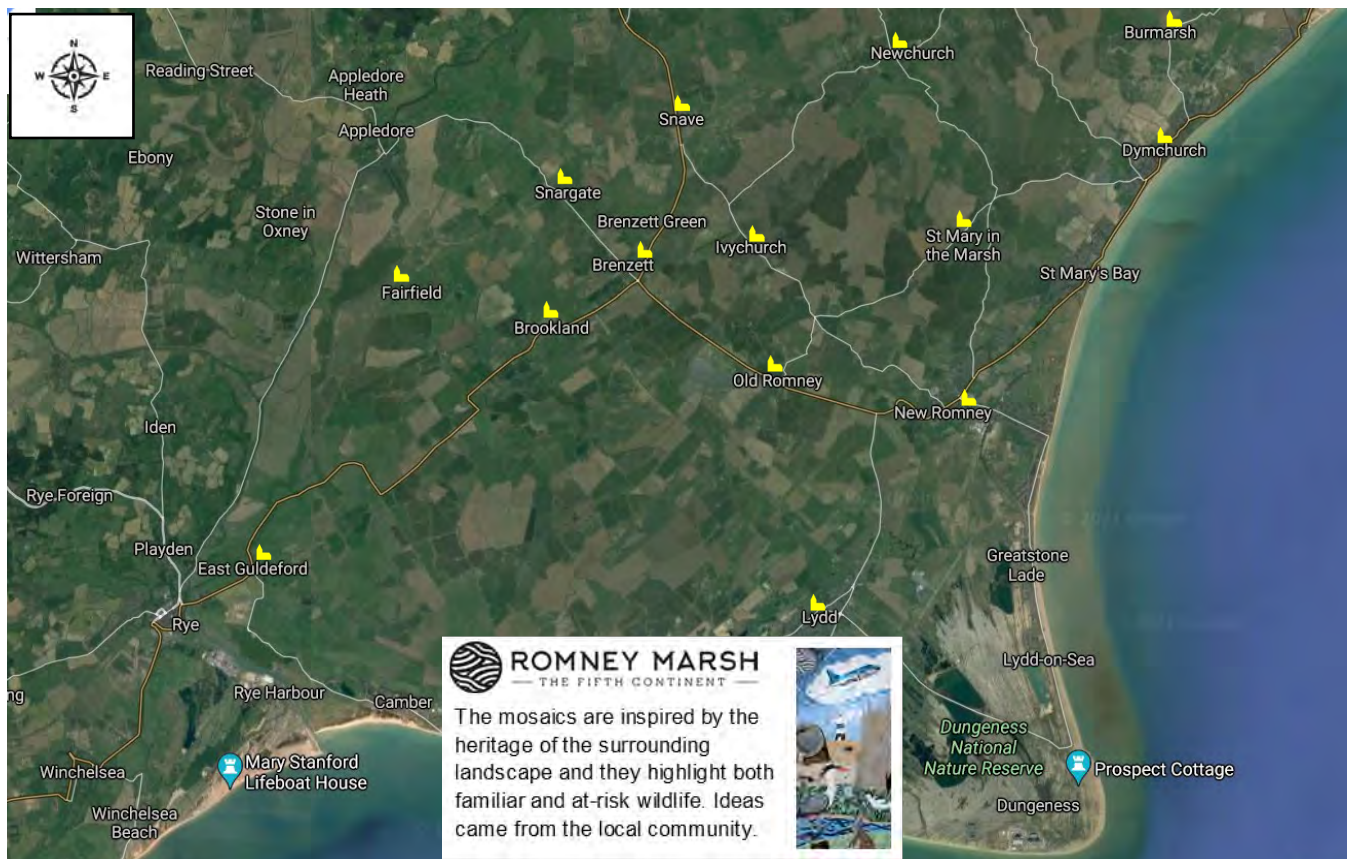 N
W E
S
Burmarsh
Newchurch
Reading Street
Appledore
Heath
Snave
Appledore
Dymchurch
Ebony
Snargate
Stone in
Oxney
Brenzett Green
St Mary in
the Marsh
Ivychurch
Wittersham
Brenzett
St Mary's Bay
Fairfield
Brookland
Old Romney
New Romney
Iden
Rye Foreign
Playden
East Guldeford
Greatstone
Lade
Lydd
Rye
Lydd-on-Sea
Rye Harbour
Camber
ng
Dungeness
National
Nature Reserve
Winchelsea
Mary Stanford
Lifeboat House
Prospect Cottage
Winchelsea
Beach
Dungeness
ROMNEY MARSH
THE FIFTH CONTINENT
The mosaics are inspired by the
heritage of the surrounding
landscape and they highlight both
familiar and at-risk wildlife. Ideas
came from the local community.